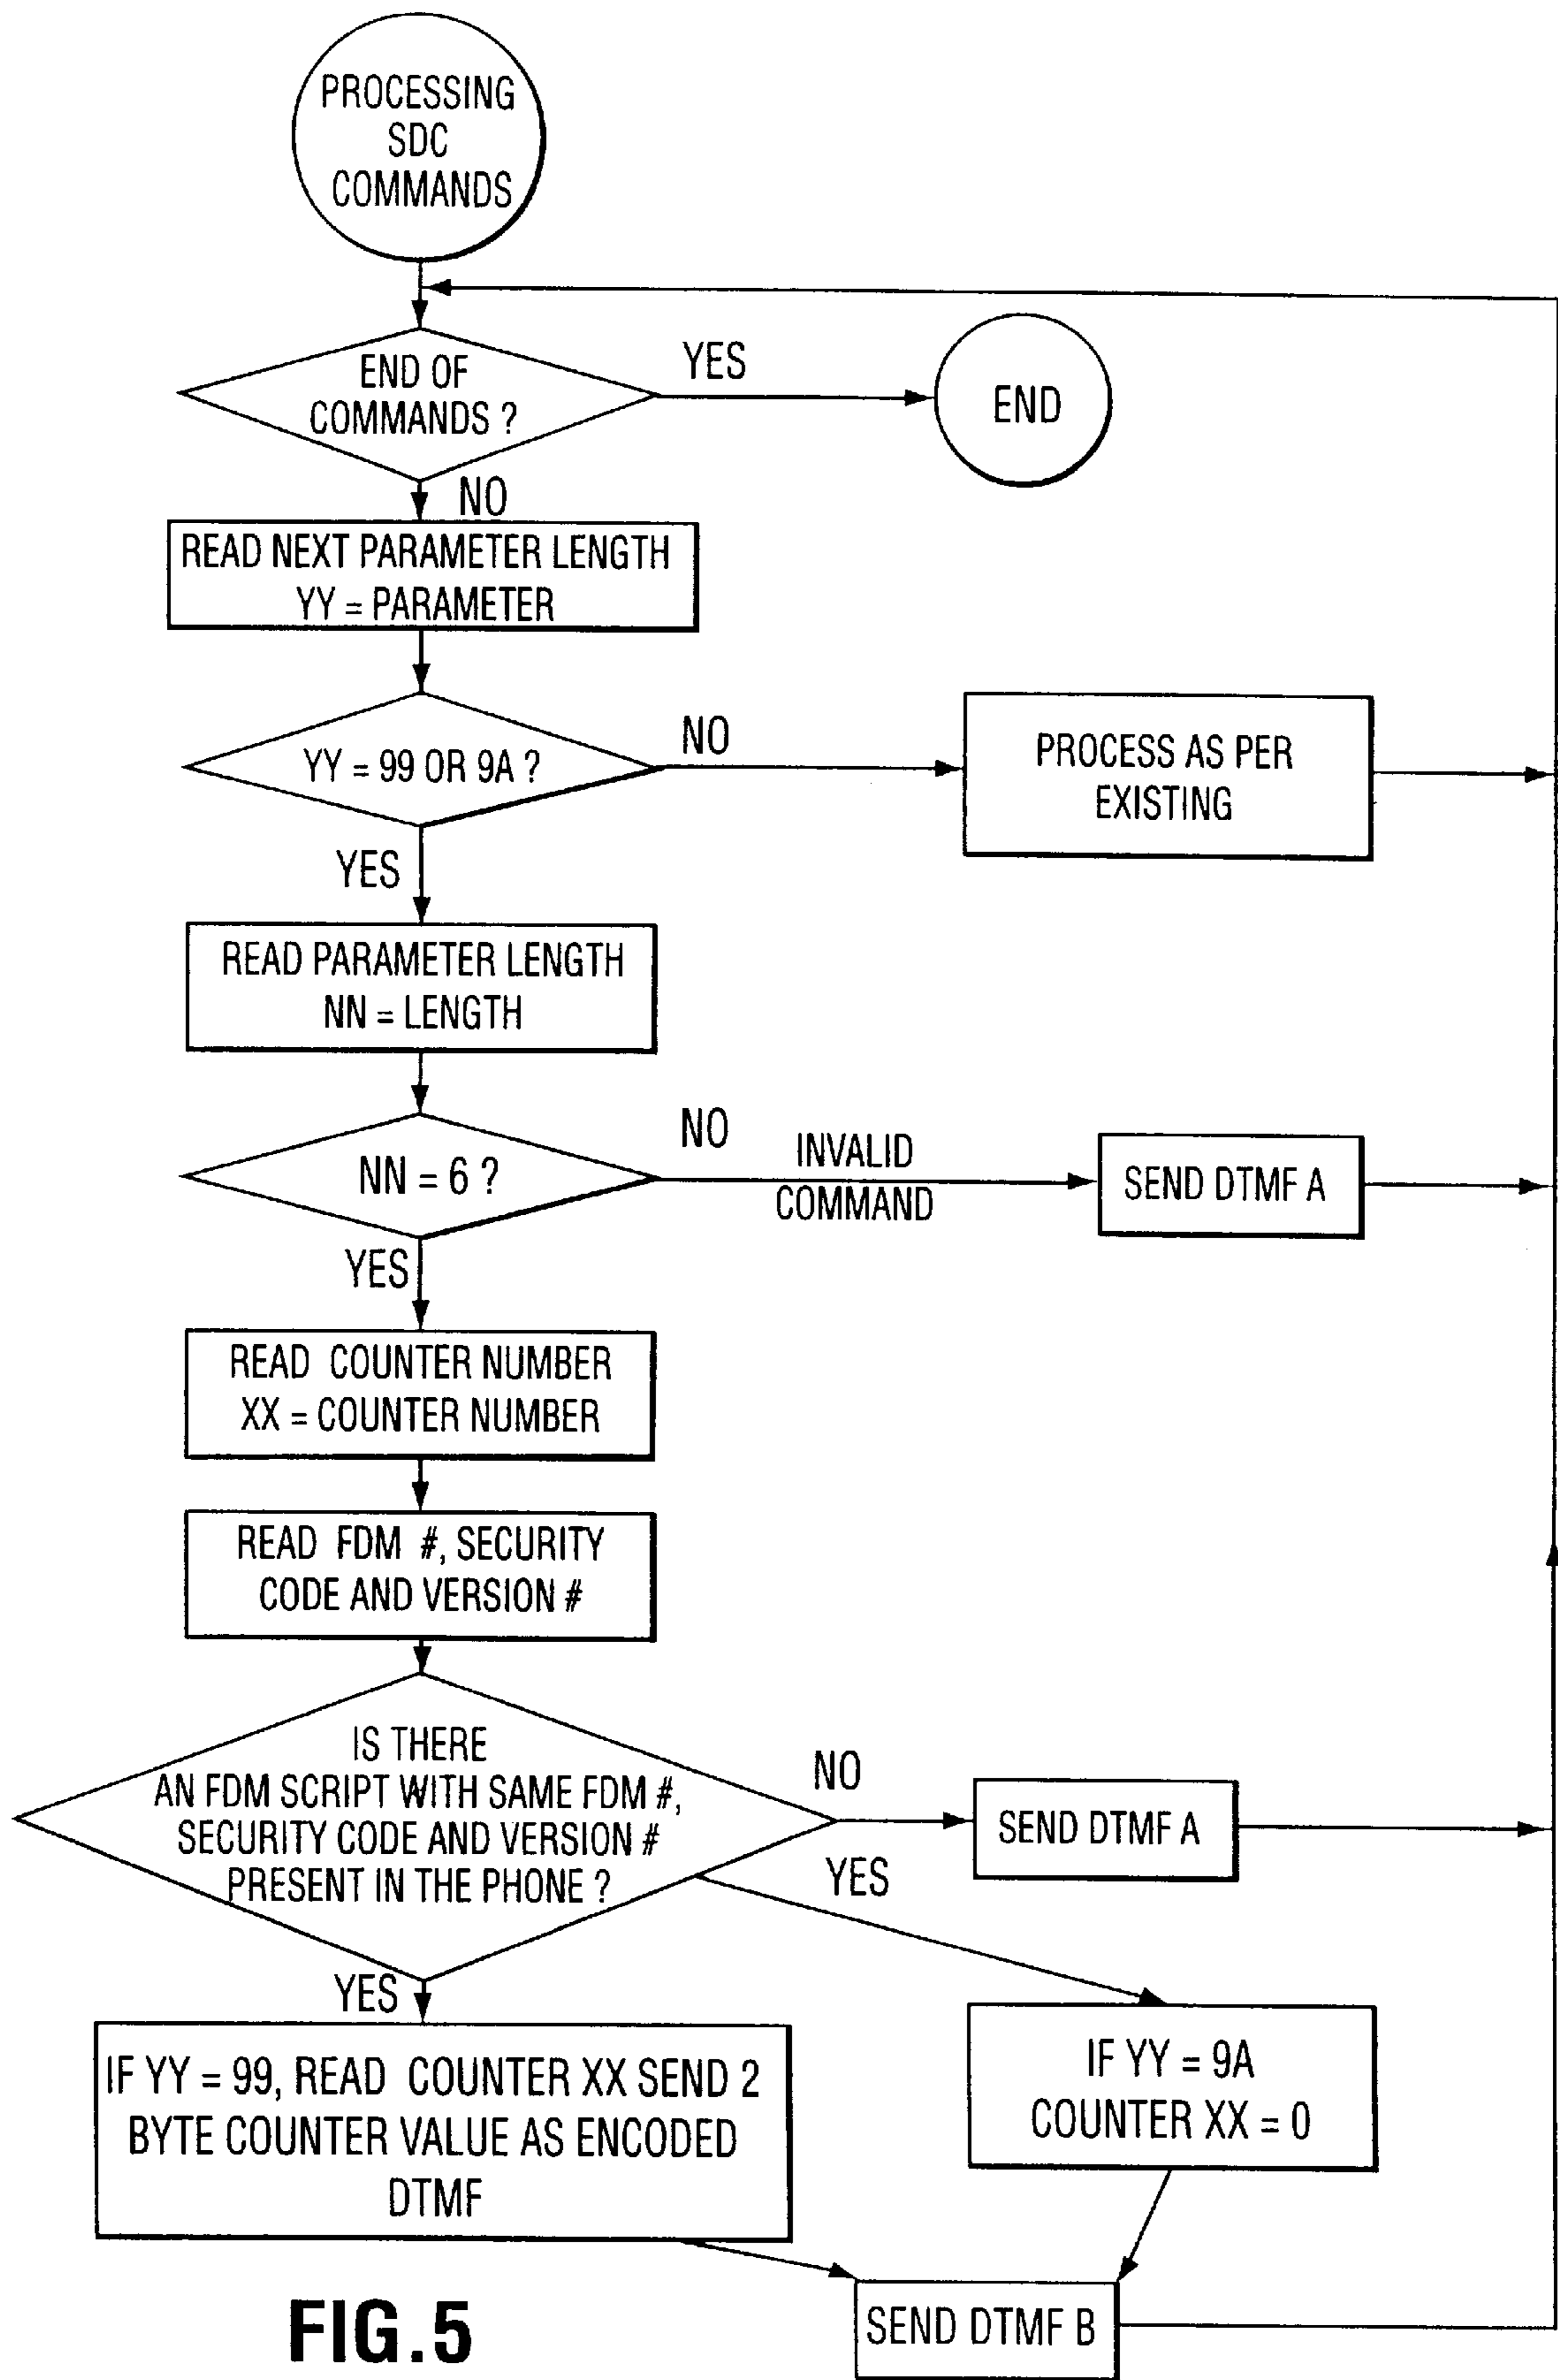 PROCESSING
SDC
COMMANDS
END OF
COMMANDS ?
YES
END
NO
READ NEXT PARAMETER LENGTH
YY = PARAMETER
YY = 99 OR 9A ?
NO
PROCESS AS PER
EXISTING
YES
READ PARAMETER LENGTH
NN = LENGTH
NN = 6 ?
NO
INVALID
COMMAND
SEND DTMF A
YES
READ COUNTER NUMBER
XX = COUNTER NUMBER
READ FDM #, SECURITY
CODE AND VERSION #
IS THERE
AN FDM SCRIPT WITH SAME FDM #,
SECURITY CODE AND VERSION #
PRESENT IN THE PHONE ?
NO
SEND DTMF A
YES
YES
IF YY = 99, READ COUNTER XX SEND 2
BYTE COUNTER VALUE AS ENCODED
DTMF
IF YY = 9A
COUNTER XX = 0
SEND DTMF B
FIG.5